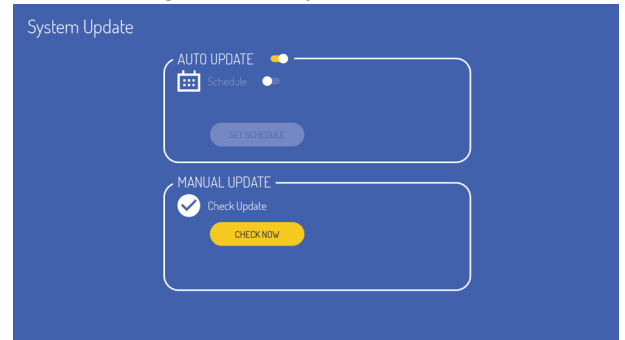 System Update
AUTO UPDATE
Schedule
SET SCHEDULE
MANUAL UPDATE
Check Update
CHECK NOW